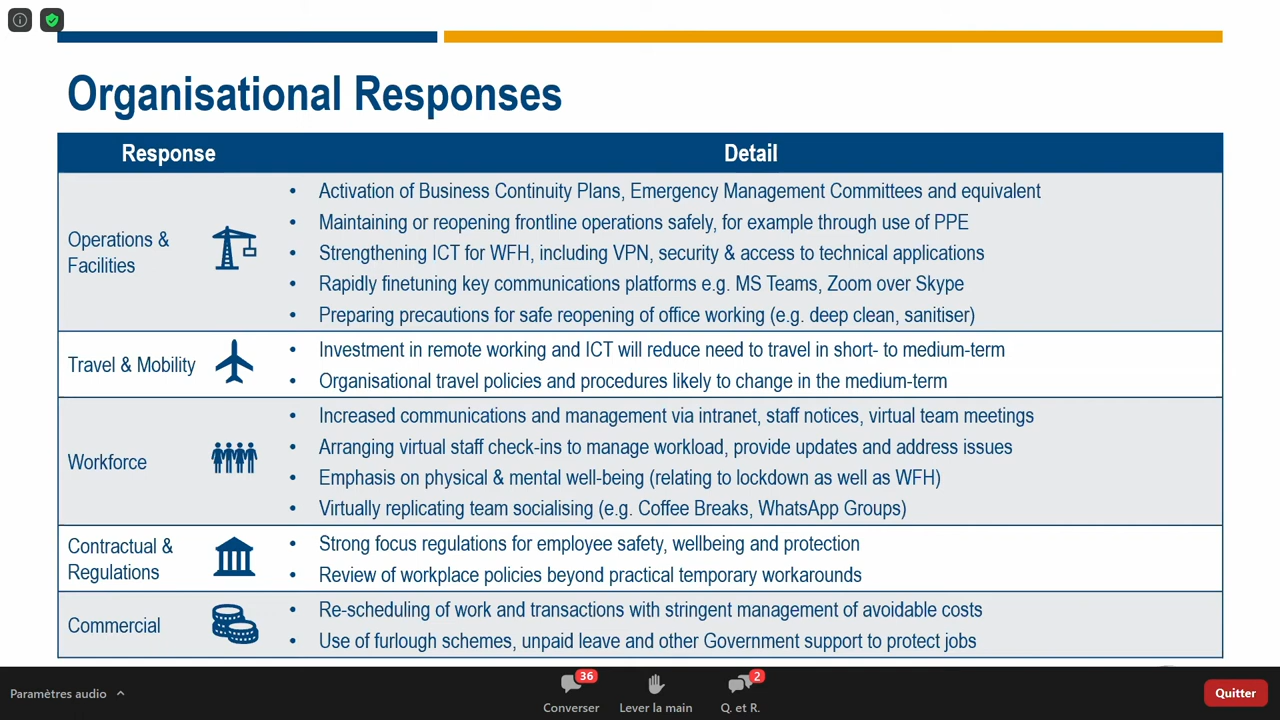 Organisational Responses
Response
Detail
Operations &
Facilities
• Activation of Business Continuity Plans, Emergency Management Committees and equivalent
• Maintaining or reopening frontline operations safely, for example through use of PPE
• Strengthening ICT for WFH, including VPN, security & access to technical applications
• Rapidly finetuning key communications platforms e.g. MS Teams, Zoom over Skype
• Preparing precautions for safe reopening of office working (e.g. deep clean, sanitiser)
Travel & Mobility
• Investment in remote working and ICT will reduce need to travel in short- to medium-term
• Organisational travel policies and procedures likely to change in the medium-term
Workforce
• Increased communications and management via intranet, staff notices, virtual team meetings
• Arranging virtual staff check-ins to manage workload, provide updates and address issues
• Emphasis on physical & mental well-being (relating to lockdown as well as WFH)
• Virtually replicating team socialising (e.g. Coffee Breaks, WhatsApp Groups)
Contractual &
Regulations
• Strong focus regulations for employee safety, wellbeing and protection
• Review of workplace policies beyond practical temporary workarounds
Commercial
• Re-scheduling of work and transactions with stringent management of avoidable costs
• Use of furlough schemes, unpaid leave and other Government support to protect jobs
Paramètres audio
36
Converser
Lever la main
2
Q. et R.
Quitter